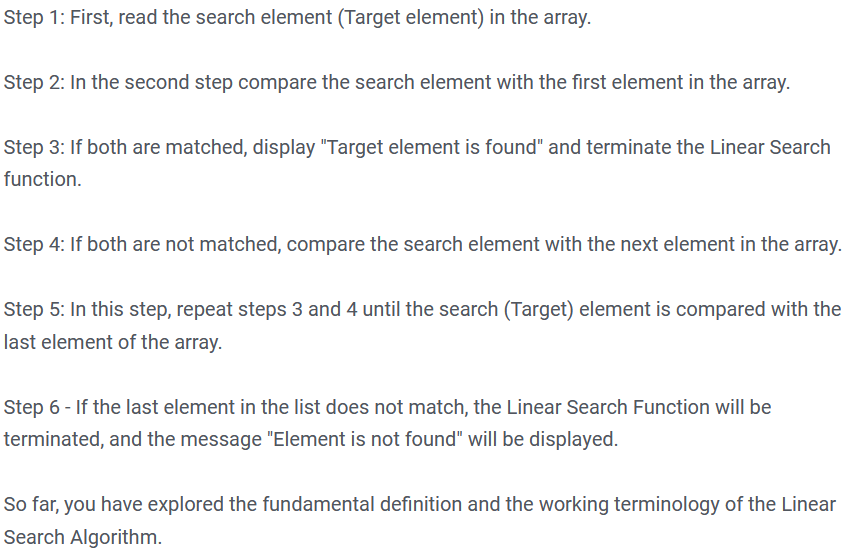 Step 1: First, read the search element (Target element) in the array.
Step 2: In the second step compare the search element with the first element in the array.
Step 3: If both are matched, display "Target element is found" and terminate the Linear Search
function.
Step 4: If both are not matched, compare the search element with the next element in the array.
Step 5: In this step, repeat steps 3 and 4 until the search (Target) element is compared with the
last element of the array.
Step 6 - If the last element in the list does not match, the Linear Search Function will be
terminated, and the message "Element is not found" will be displayed.
So far, you have explored the fundamental definition and the working terminology of the Linear
Search Algorithm.